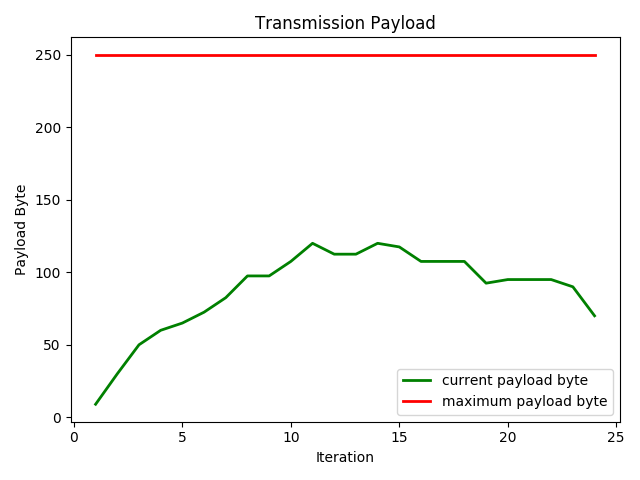 Transmission Payload
250
200
150
100
50
0
Payload Byte
current payload byte
maximum payload byte
0 5 10 15 20 25
Iteration